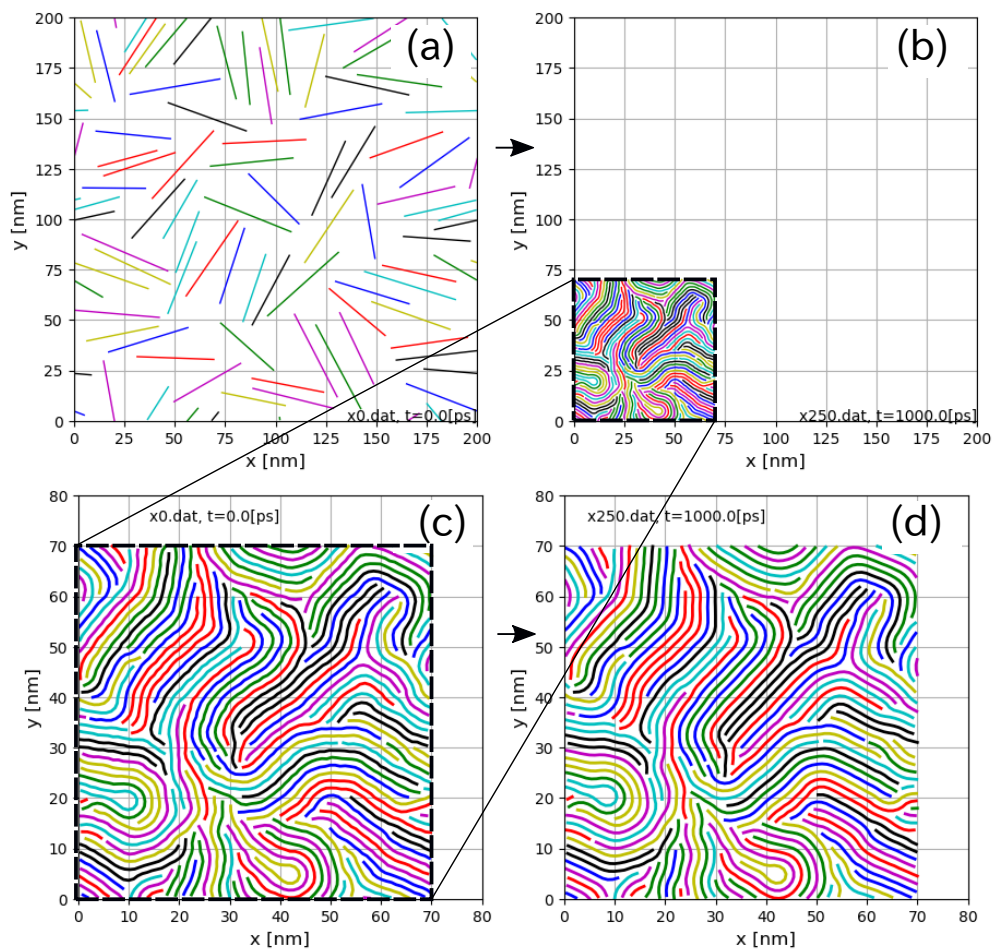 (a)
200
175
150
125
100
75
50
25
0
y [nm]
x0.dat, t=0.0[ps]
0 25 50 75 100 125 150 175 200
x [nm]
(b)
200
175
150
125
100
75
50
25
0
y [nm]
x250.dat, t=1000.0[ps]
0 25 50 75 100 125 150 175 200
x [nm]
(c)
x0.dat, t=0.0[ps]
80
70
60
50
40
30
20
10
0
y [nm]
0 10 20 30 40 50 60 70 80
x [nm]
(d)
x250.dat, t=1000.0[ps]
80
70
60
50
40
30
20
10
0
y [nm]
0 10 20 30 40 50 60 70 80
x [nm]